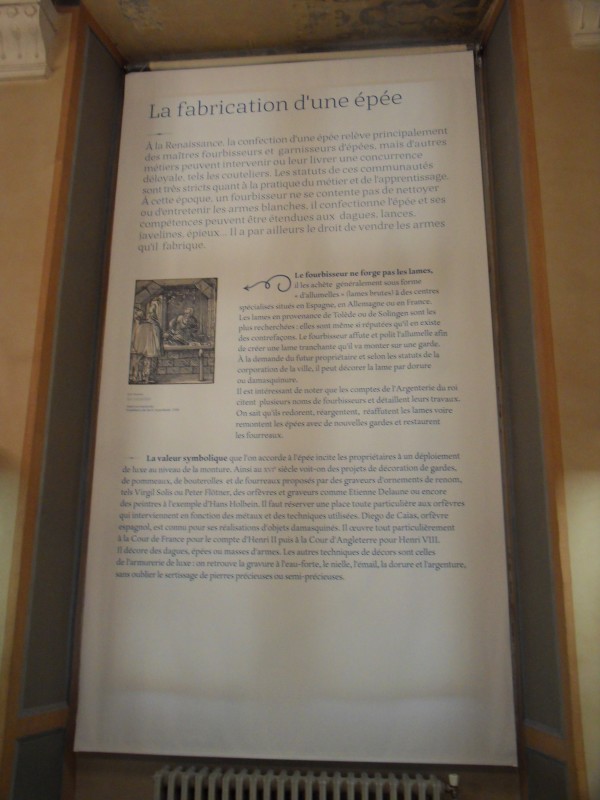 La fabrication d'une épée
À la Renaissance, la confection d'une épée relève principalement
des maîtres fourbisseurs et garnisseurs d'épées, mais d'autres
métiers peuvent intervenir ou leur livrer une concurrence
déloyale, tels les couteliers. Les statuts de ces communautés
sont très stricts quant à la pratique du métier et de l'apprentissage.
À cette époque, un fourbisseur ne se contente pas de nettoyer
ou d'entretenir les armes blanches, il confectionne l'épée et ses
compétences peuvent être étendues aux dagues, lances,
javelines, épieux... Il a par ailleurs le droit de vendre les armes
qu'il fabrique.
Le fourbisseur ne forge pas les lames,
il les achète généralement sous forme
« d'allumelles » (lames brutes) à des centres
spécialisés situés en Espagne, en Allemagne ou en France.
Les lames en provenance de Tolède ou de Solingen sont les
plus recherchées : elles sont même si réputées qu'il en existe
des contrefaçons. Le fourbisseur affute et polit l'allumelle afin
de créer une lame tranchante qu'il va monter sur une garde.
À la demande du futur propriétaire et selon les statuts de la
corporation de la ville, il peut décorer la lame par dorure
ou damasquinure.
Il est intéressant de noter que les comptes de l'Argenterie du roi
citent plusieurs noms de fourbisseurs et détaillent leurs travaux.
On sait qu'ils redorent, réargentent, réaffutent les lames voire
remontent les épées avec de nouvelles gardes et restaurent
les fourreaux.
La valeur symbolique que l'on accorde à l'épée incite les propriétaires à un déploiement
de luxe au niveau de la monture. Ainsi au XVIe siècle voit-on des projets de décoration de gardes,
de pommeaux, de bouterolles et de fourreaux proposés par des graveurs d'ornements de renom,
tels Virgil Solis ou Peter Flötner, des orfèvres et graveurs comme Etienne Delaune ou encore
des peintres à l'exemple d'Hans Holbein. Il faut réserver une place toute particulière aux orfèvres
qui interviennent en fonction des métaux et des techniques utilisées. Diego de Caias, orfèvre
espagnol, est connu pour ses réalisations d'objets damasquinés. Il œuvre tout particulièrement
à la Cour de France pour le compte d'Henri II puis à la Cour d'Angleterre pour Henri VIII.
Il décore des dagues, épées ou masses d'armes. Les autres techniques de décors sont celles
de l'armurerie de luxe : on retrouve la gravure à l'eau-forte, le nielle, l'émail, la dorure et l'argenture,
sans oublier le sertissage de pierres précieuses ou semi-précieuses.